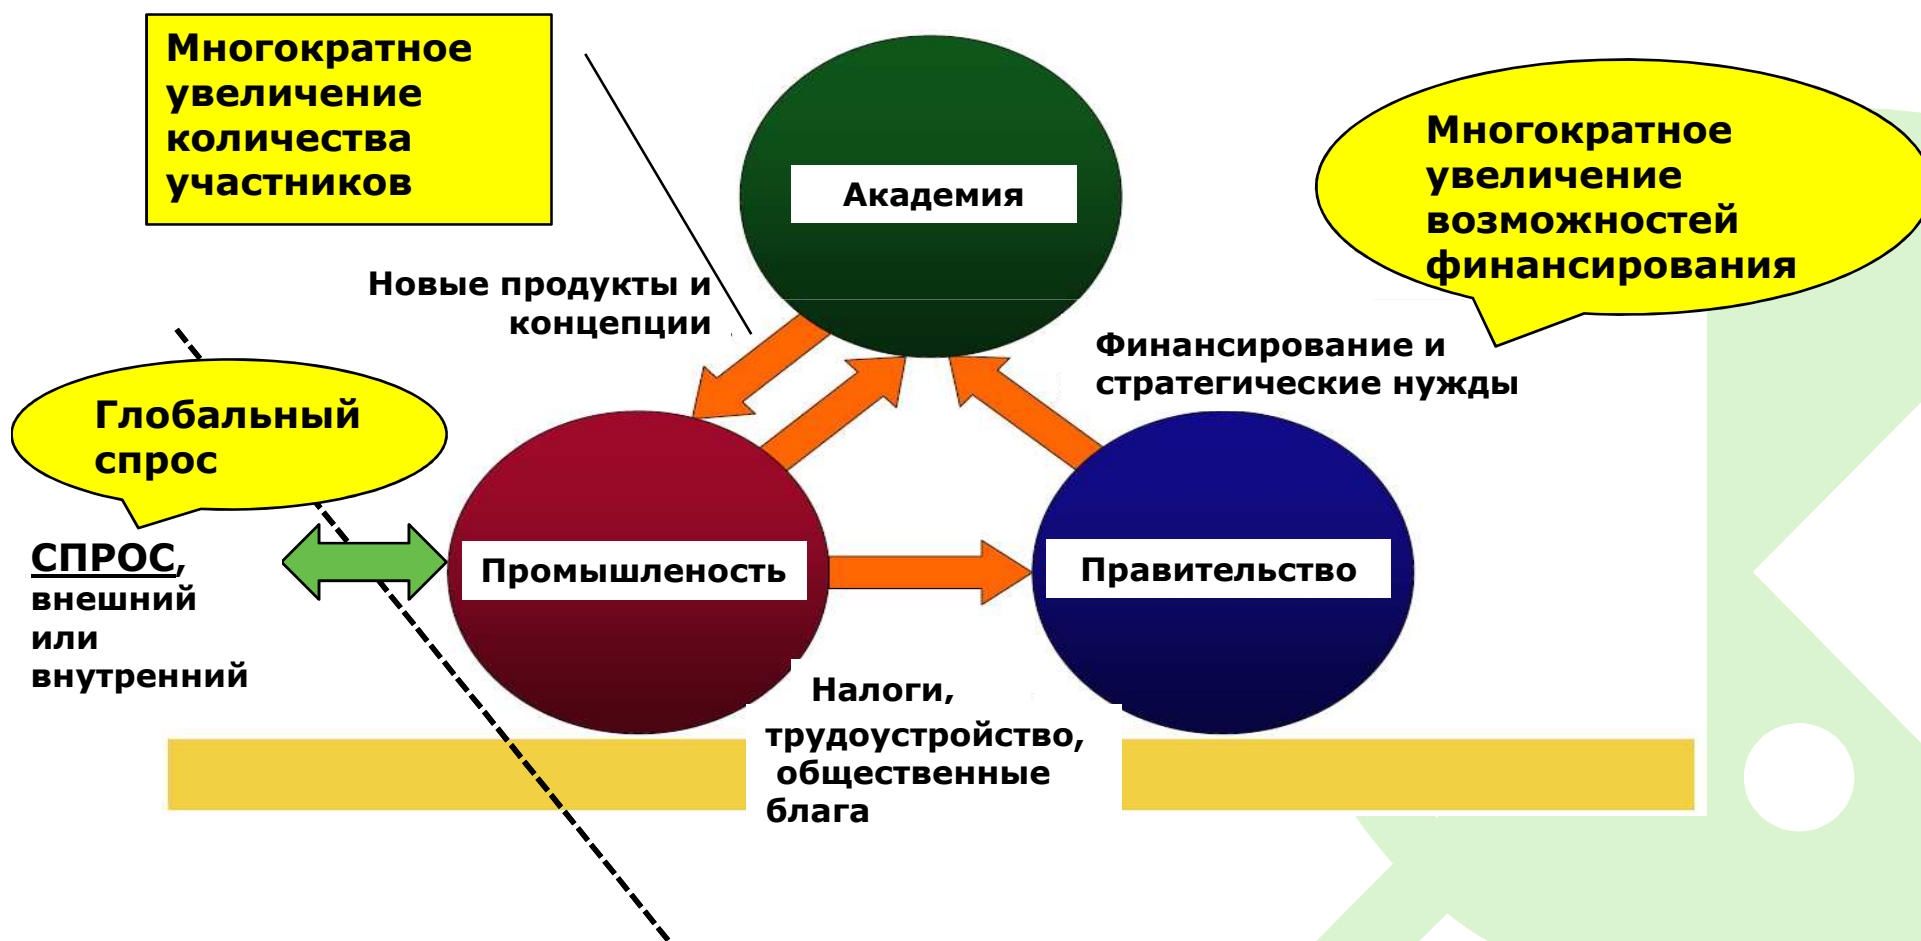 Многократное
увеличение
количества
участников
Академия
Многократное
увеличение
возможностей
финансирования
Новые продукты и
концепции
Финансирование и
стратегические нужды
Глобальный
спрос
СПРОС,
внешний
или
внутренний
Промышленость
Правительство
Налоги,
трудоустройство,
общественные
блага